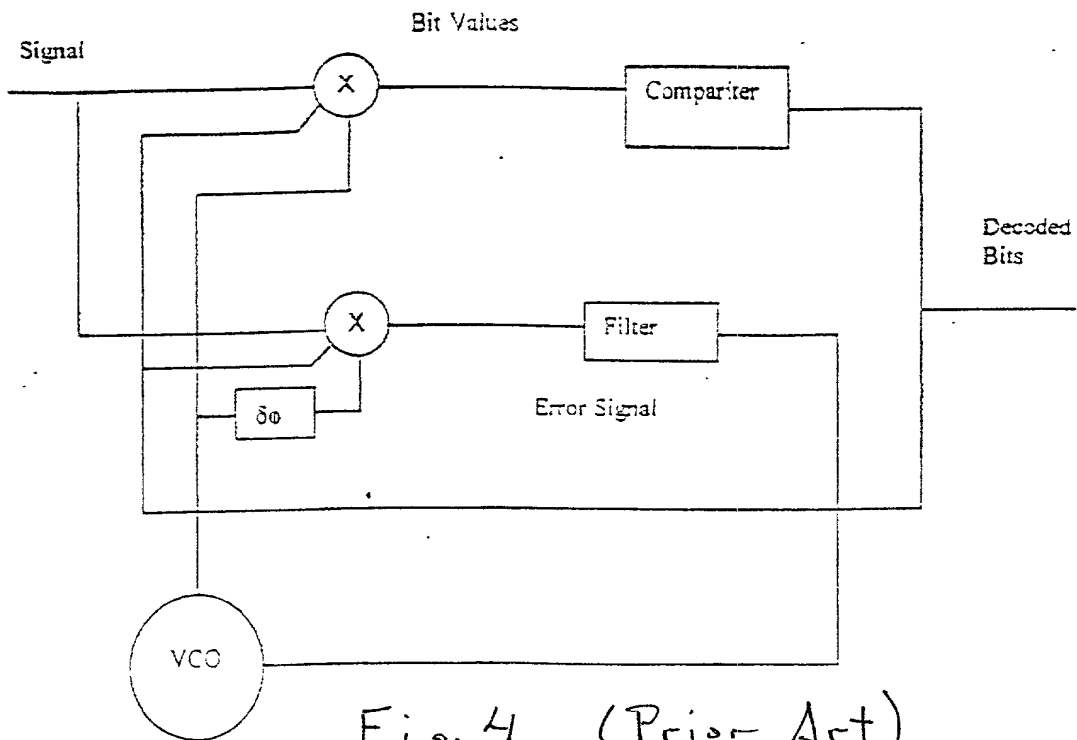 Bit Values
Signal
X
Compariter
Decoded
Bits
X
Filter
δφ
Error Signal
VCO
Fig. 4 (Prior Art)